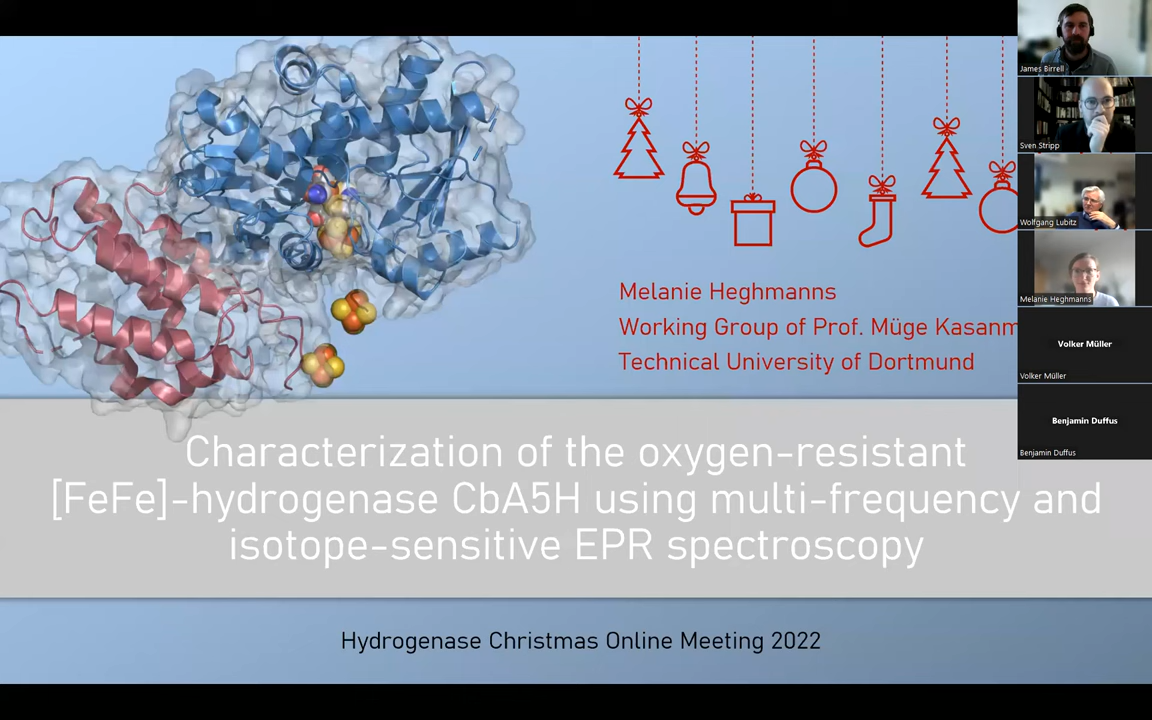 Melanie Heghmanns
Working Group of Prof. Müge Kasanm
Technical University of Dortmund
Characterization of the oxygen-resistant
[FeFe]-hydrogenase CbA5H using multi-frequency and
isotope-sensitive EPR spectroscopy
Hydrogenase Christmas Online Meeting 2022
James Birrell
Sven Stripp
Wolfgang Lubitz
Melanie Heghmanns
Volker Müller
Volker Müller
Benjamin Duffus
Benjamin Duffus